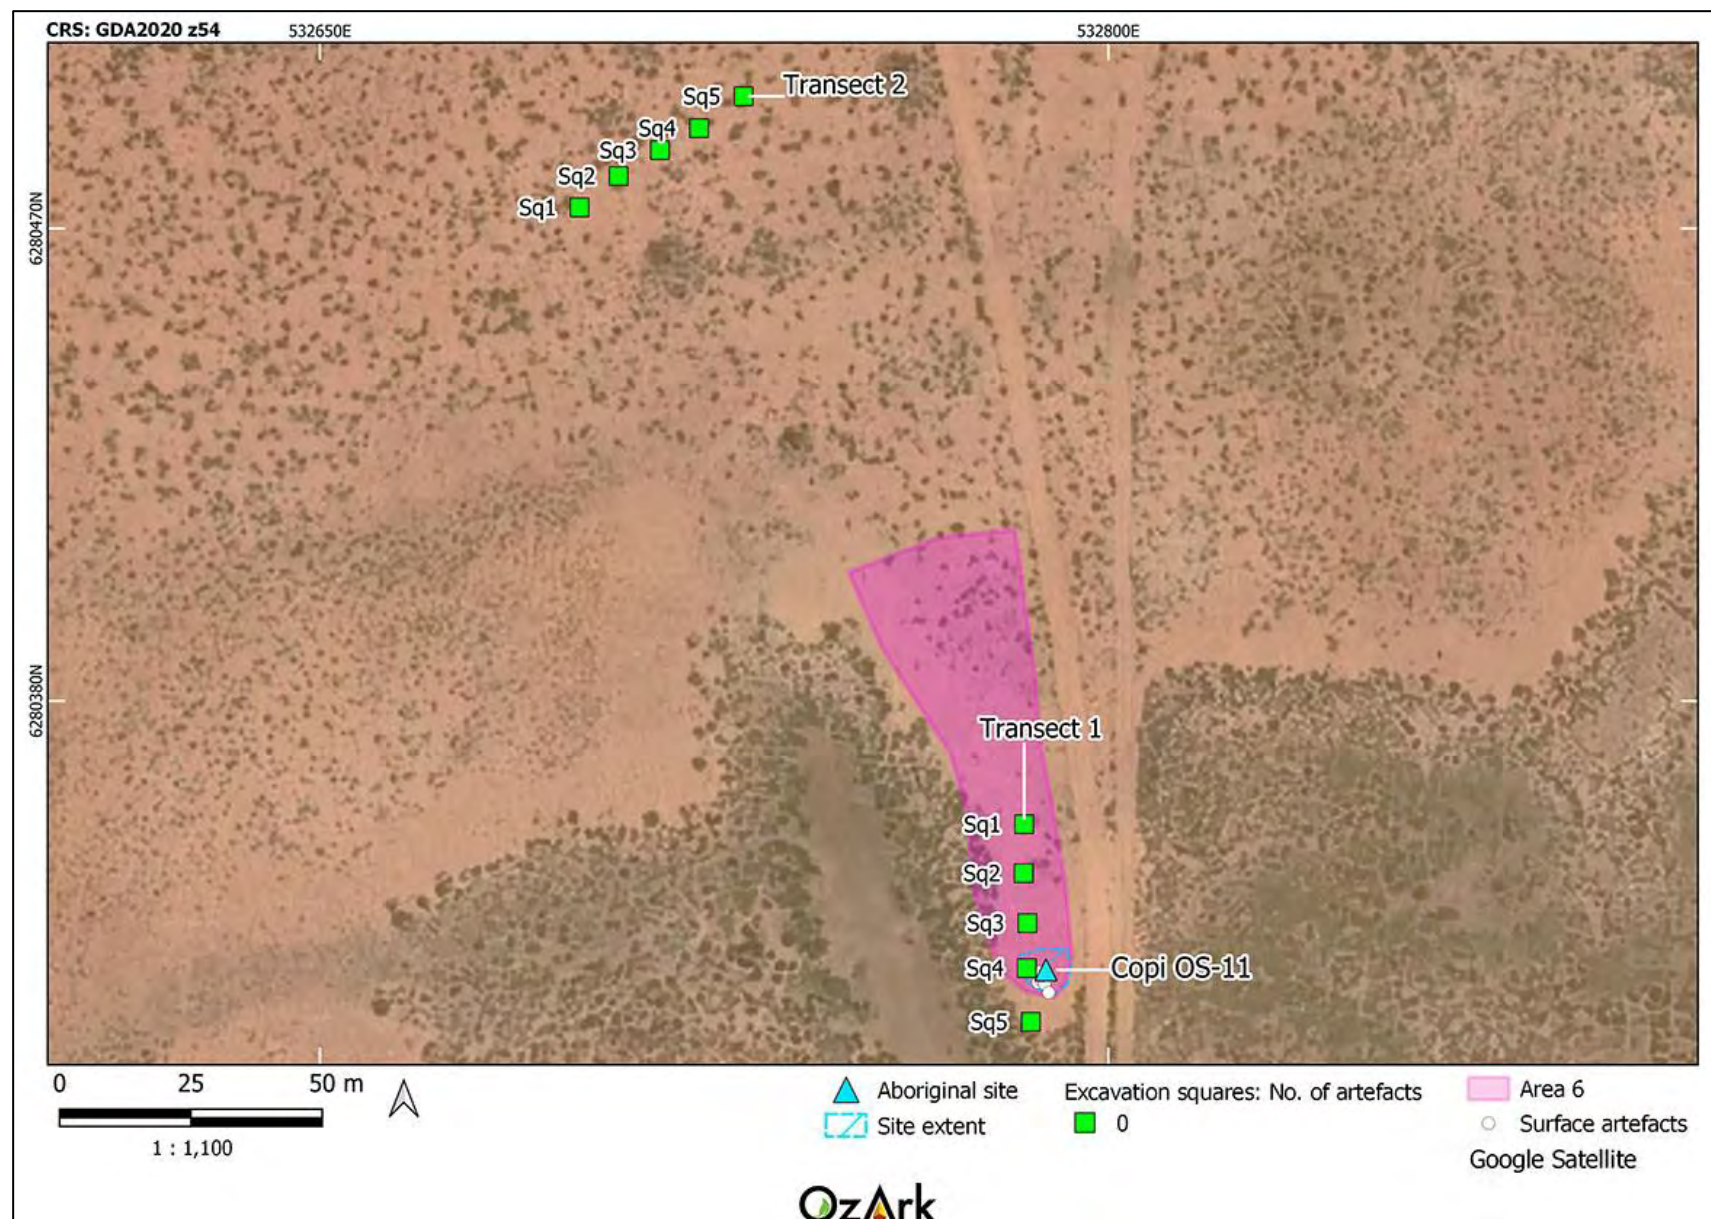 CRS: GDA2020 z54
532650E
532800E
Sq5
Transect 2
Sq4
Sq3
Sq2
Sq1
6280470N
6280380N
Transect 1
Sq1
Sq2
Sq3
Sq4
Copi OS-11
Sq5
0 25 50 m
1 : 1,100
Aboriginal site
Site extent
Excavation squares: No. of artefacts
0
Area 6
Surface artefacts
Google Satellite
OzArk